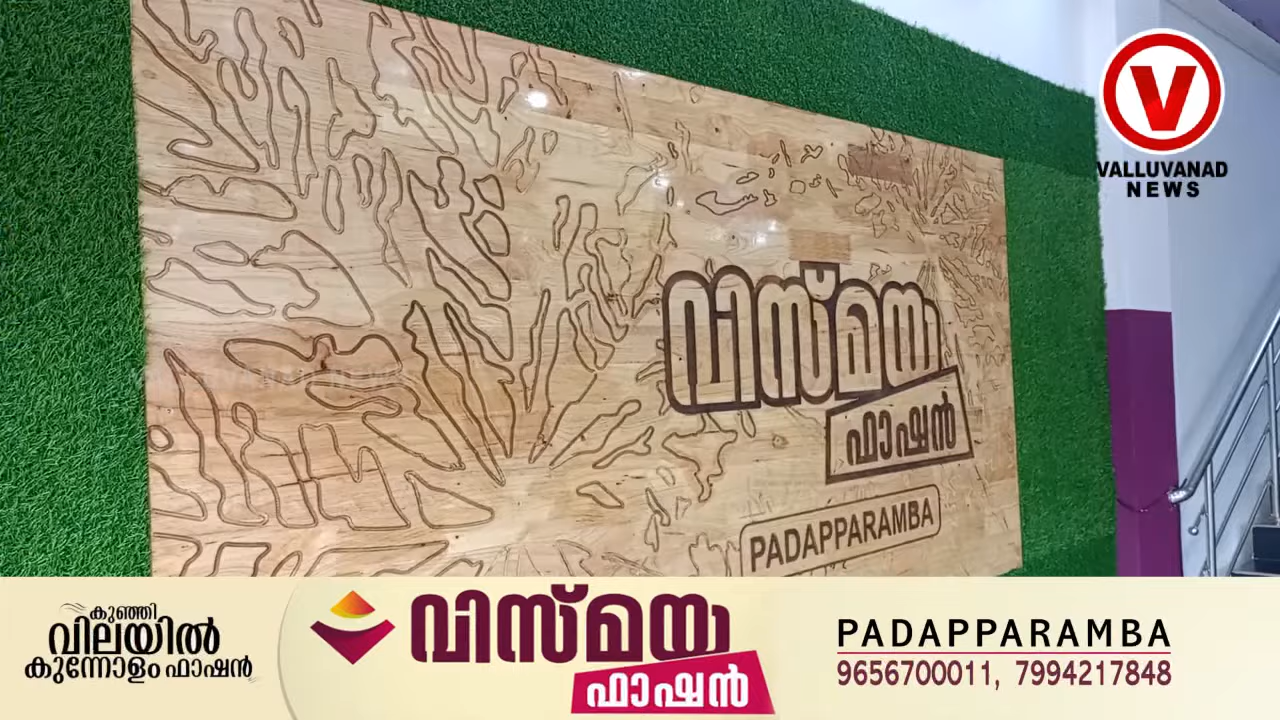 V
VALLUVANAD
NEWS
വിസ്മയ
ഫാഷൻ
PADAPPARAMBA
കുഞ്ഞി
വിലയിൽ
കുന്നോളം ഫാഷൻ
വിസ്മയ
ഫാഷൻ
PADAPPARAMBA
9656700011, 7994217848